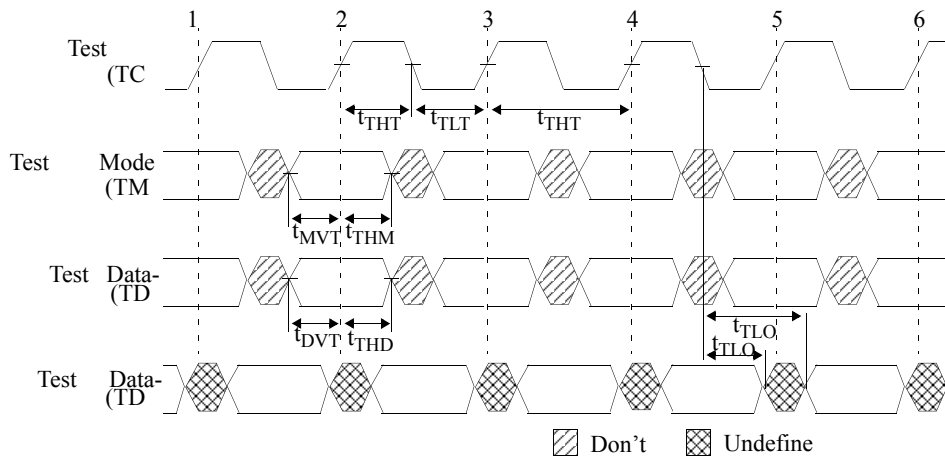 1 2 3 4 5 6
Test
(TC
tTHT tTLT tTHT
Test Mode
(TM
tMVT tTHM
Test Data-
(TD
tDVT tTHD
tTLO
tTLO
Test Data-
(TD
Don't Undefine